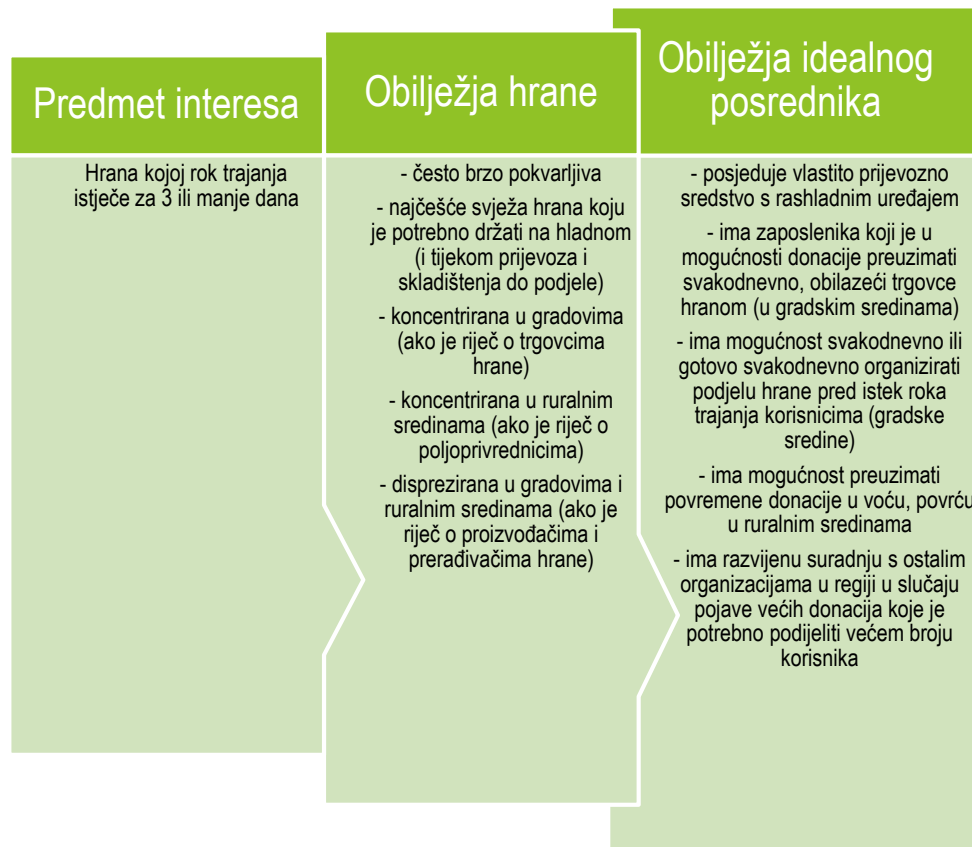 Predmet interesa
Hrana kojoj rok trajanja
istječe za 3 ili manje dana
Obilježja hrane
- često brzo pokvarljiva
- najčešće svježa hrana koju
je potrebno držati na hladnom
(i tijekom prijevoza i
skladištenja do podjele)
- koncentrirana u gradovima
(ako je riječ o trgovcima
hrane)
- koncentrirana u ruralnim
sredinama (ako je riječ o
poljoprivrednicima)
- disprezirana u gradovima i
ruralnim sredinama (ako je
riječ o proizvođačima i
prerađivačima hrane)
Obilježja idealnog
posrednika
- posjeduje vlastito prijevozno
sredstvo s rashladnim uređajem
- ima zaposlenika koji je u
mogućnosti donacije preuzimati
svakodnevno, obilazeći trgovce
hranom (u gradskim sredinama)
- ima mogućnost svakodnevno ili
gotovo svakodnevno organizirati
podjelu hrane pred istek roka
trajanja korisnicima (gradske
sredine)
- ima mogućnost preuzimati
povremene donacije u voću, povrću
u ruralnim sredinama
- ima razvijenu suradnju s ostalim
organizacijama u regiji u slučaju
pojave većih donacija koje je
potrebno podijeliti većem broju
korisnika